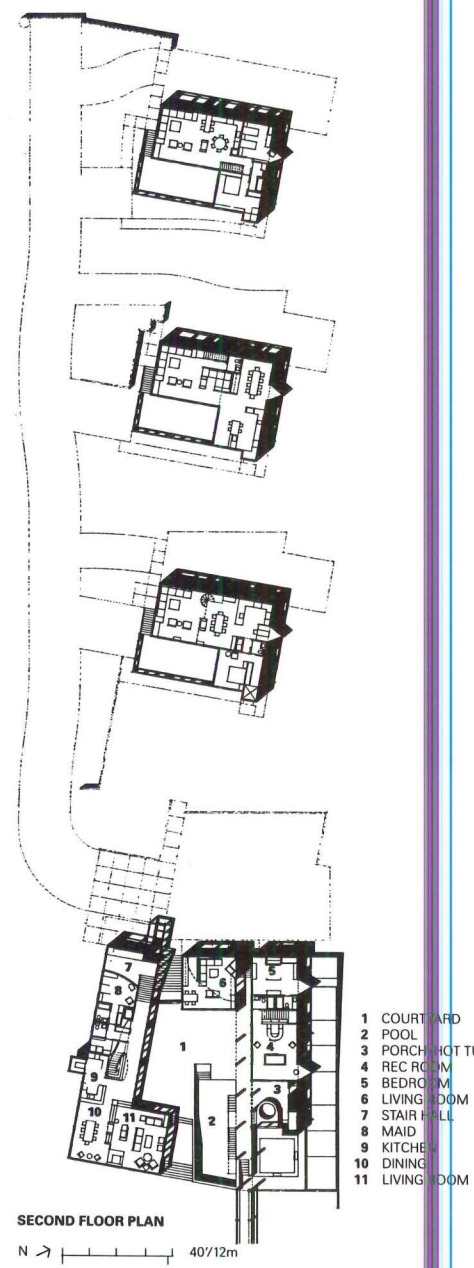 7
8
6
5
1
4
9
3
10
11
2
1 COURTYARD
2 POOL
3 PORCH/HOT TU
4 REC ROOM
5 BEDROOM
6 LIVING ROOM
7 STAIR HALL
8 MAID
9 KITCHEN
10 DINING
11 LIVING ROOM
SECOND FLOOR PLAN
N 40'/12m